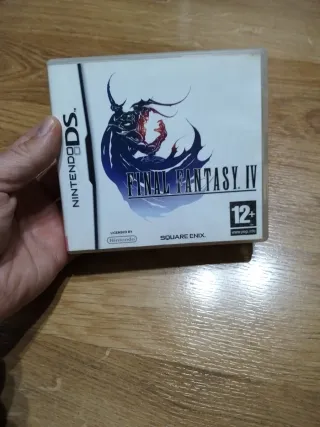 NINTENDO DS
FINAL FANTASY IV
12+
www.pegi.info
LICENSED BY
Nintendo
SQUARE ENIX